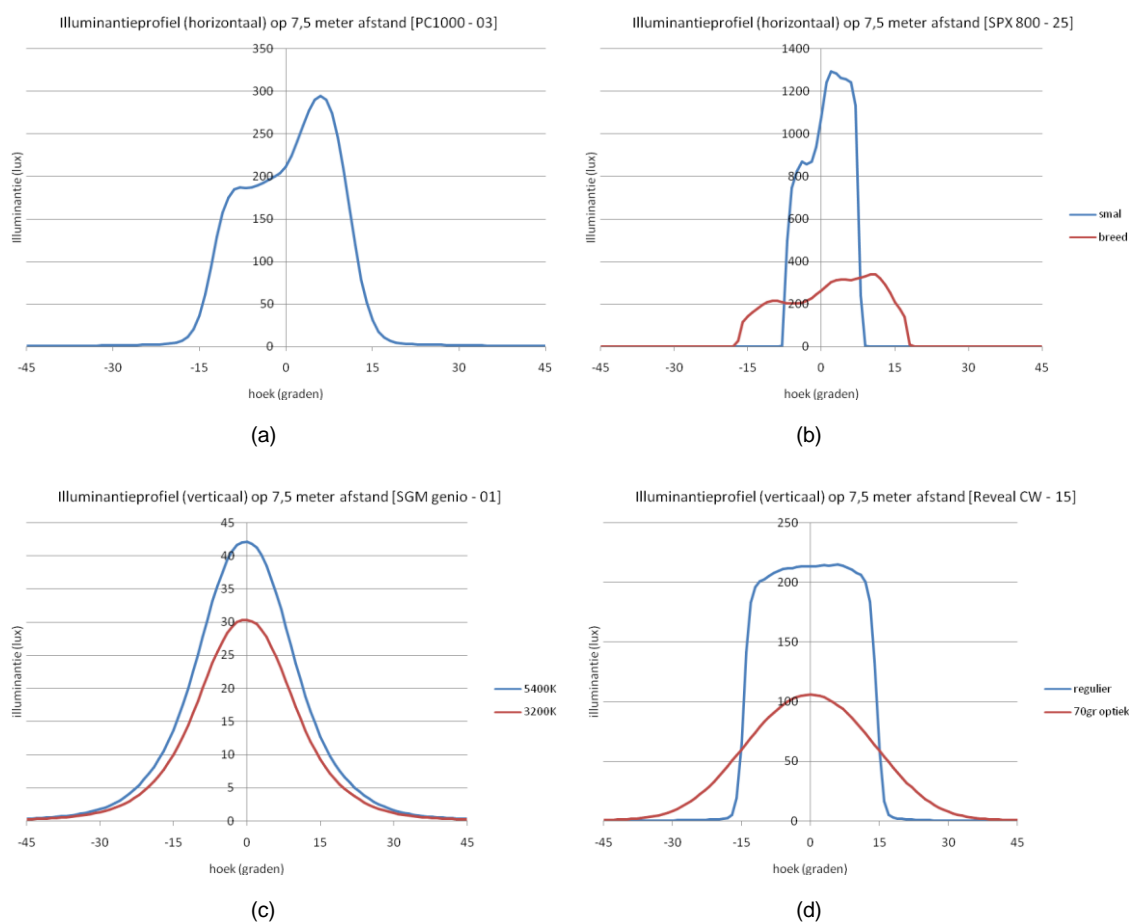 Illuminantieprofiel (horizontaal) op 7,5 meter afstand [PC1000 - 03]
350
300
250
200
150
100
50
0
illuminantie (lux)
-45 -30 -15 0 15 30 45
hoek (graden)
(a)
Illuminantieprofiel (horizontaal) op 7,5 meter afstand [SPX 800 - 25]
1400
1200
1000
800
600
400
200
0
illuminantie (lux)
-45 -30 -15 0 15 30 45
hoek (graden)
smal
breed
(b)
Illuminantieprofiel (verticaal) op 7,5 meter afstand [SGM genio - 01]
45
40
35
30
25
20
15
10
5
0
illuminantie (lux)
-45 -30 -15 0 15 30 45
hoek (graden)
5400K
3200K
(c)
Illuminantieprofiel (verticaal) op 7,5 meter afstand [Reveal CW - 15]
250
200
150
100
50
0
illuminantie (lux)
-45 -30 -15 0 15 30 45
hoek (graden)
regulier
70gr optiek
(d)